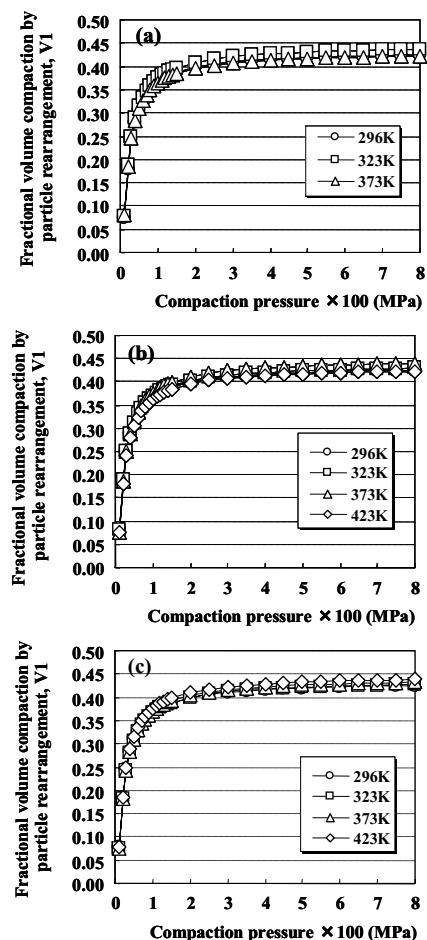 Fractional volume compaction by
particle rearrangement, V1
0.50
0.45
0.40
0.35
0.30
0.25
0.20
0.15
0.10
0.05
0.00
(a)
296K
323K
373K
0 1 2 3 4 5 6 7 8
Compaction pressure ×100 (MPa)
Fractional volume compaction by
particle rearrangement, V1
0.50
0.45
0.40
0.35
0.30
0.25
0.20
0.15
0.10
0.05
0.00
(b)
296K
323K
373K
423K
0 1 2 3 4 5 6 7 8
Compaction pressure ×100 (MPa)
Fractional volume compaction by
particle rearrangement, V1
0.50
0.45
0.40
0.35
0.30
0.25
0.20
0.15
0.10
0.05
0.00
(c)
296K
323K
373K
423K
0 1 2 3 4 5 6 7 8
Compaction pressure ×100 (MPa)